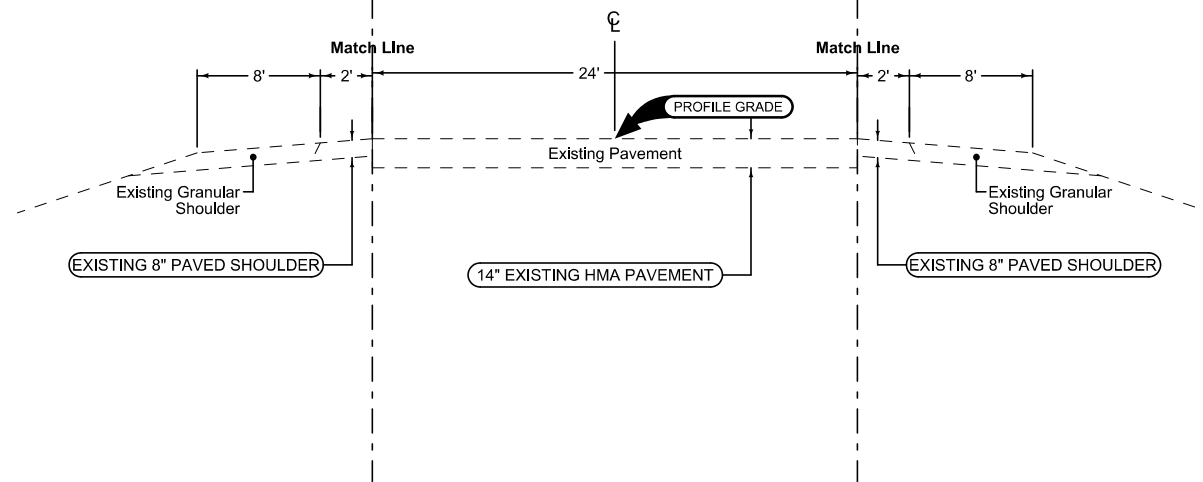 ℄
Match Line
Match Line
8'
2'
24'
2'
8'
PROFILE GRADE
Existing Pavement
Existing Granular
Shoulder
Existing Granular
Shoulder
EXISTING 8" PAVED SHOULDER
14" EXISTING HMA PAVEMENT
EXISTING 8" PAVED SHOULDER